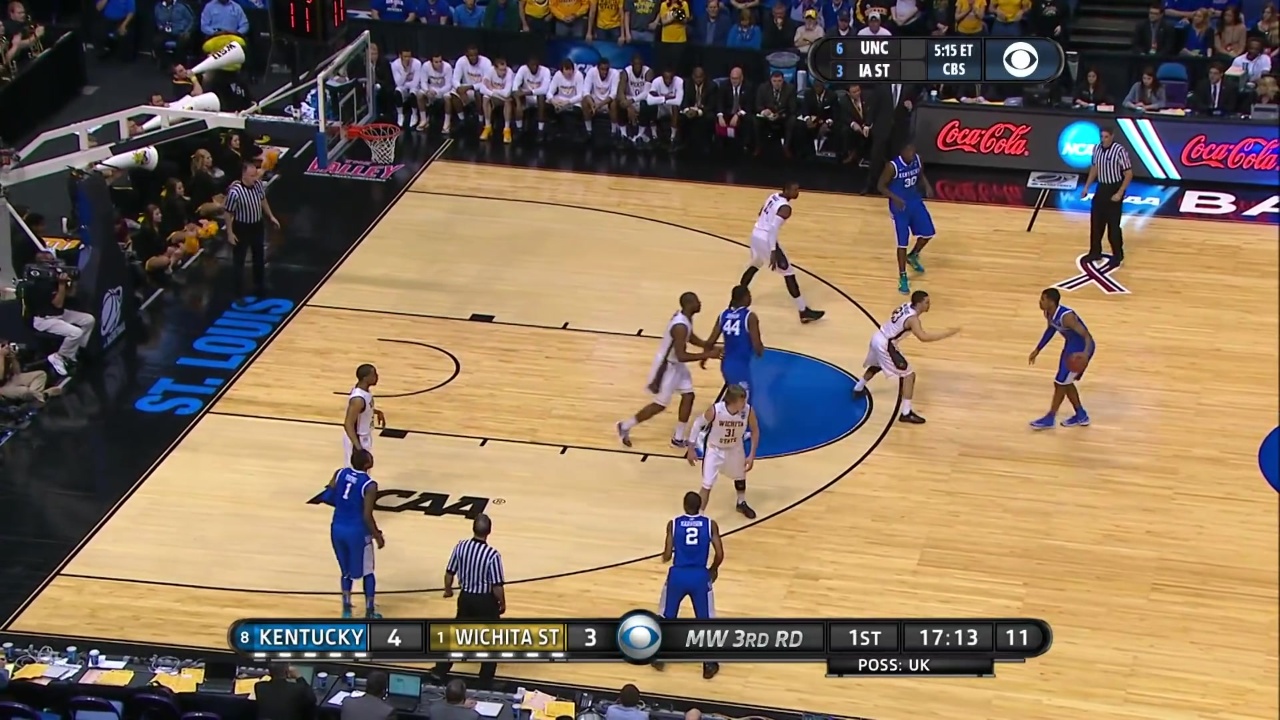 6 UNC 5:15 ET
3 IA ST CBS
Coca-Cola
NCAA
Coca-Cola
VALLEY
KENTUCKY
30
44
ST. LOUIS
WICHITA
31
STATE
1
NCAA®
2
8 KENTUCKY 4 1 WICHITA ST 3 MW 3RD RD 1ST 17:13 11
POSS: UK